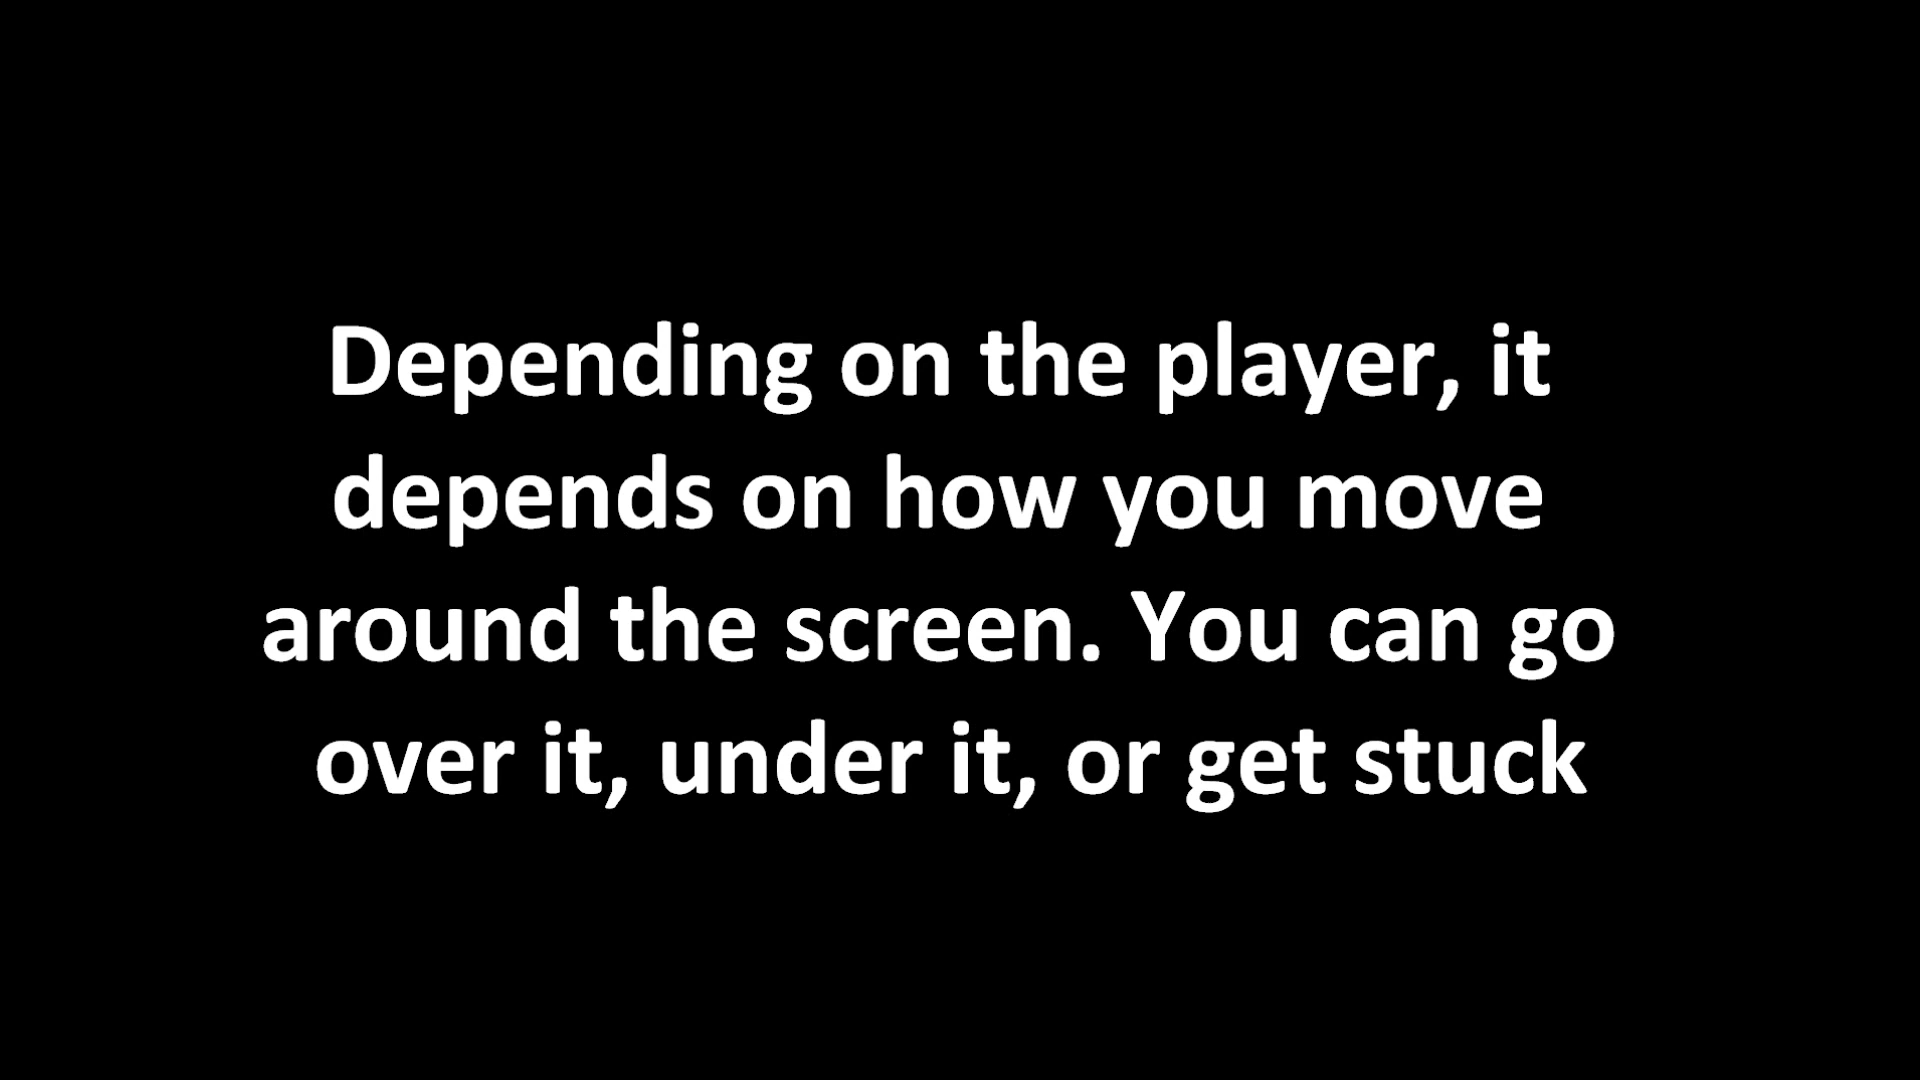 Depending on the player, it
depends on how you move
around the screen. You can go
over it, under it, or get stuck